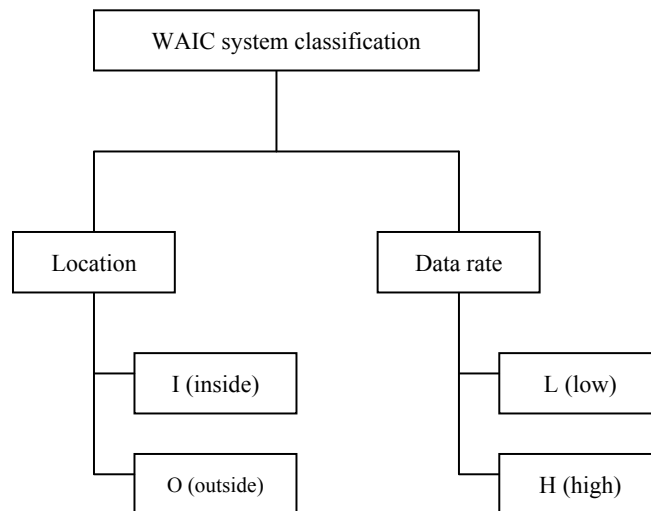 WAIC system classification
Location
Data rate
I (inside)
L (low)
O (outside)
H (high)